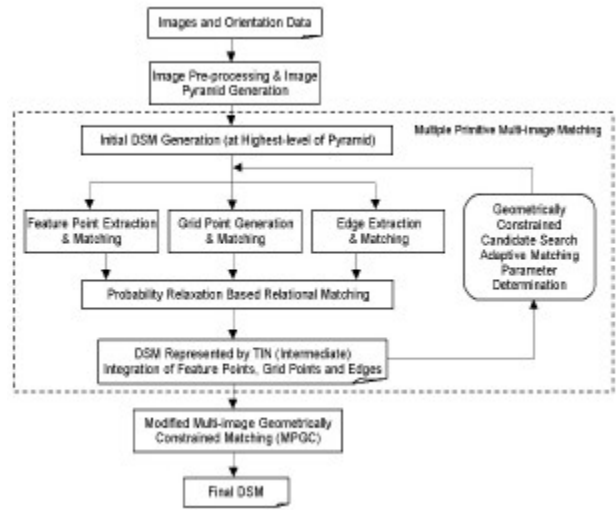 Images and Orientation Data
Image Pre-processing & Image
Pyramid Generation
Multiple Primitive Multi-image Matching
Initial DSM Generation (at Highest-level of Pyramid)
Feature Point Extraction
& Matching
Grid Point Generation
& Matching
Edge Extraction
& Matching
Geometrically
Constrained
Candidate Search
Adaptive Matching
Parameter
Determination
Probability Relaxation Based Relational Matching
DSM Represented by TIN (Intermediate)
Integration of Feature Points, Grid Points and Edges
Modified Multi-image Geometrically
Constrained Matching (MPGC)
Final DSM